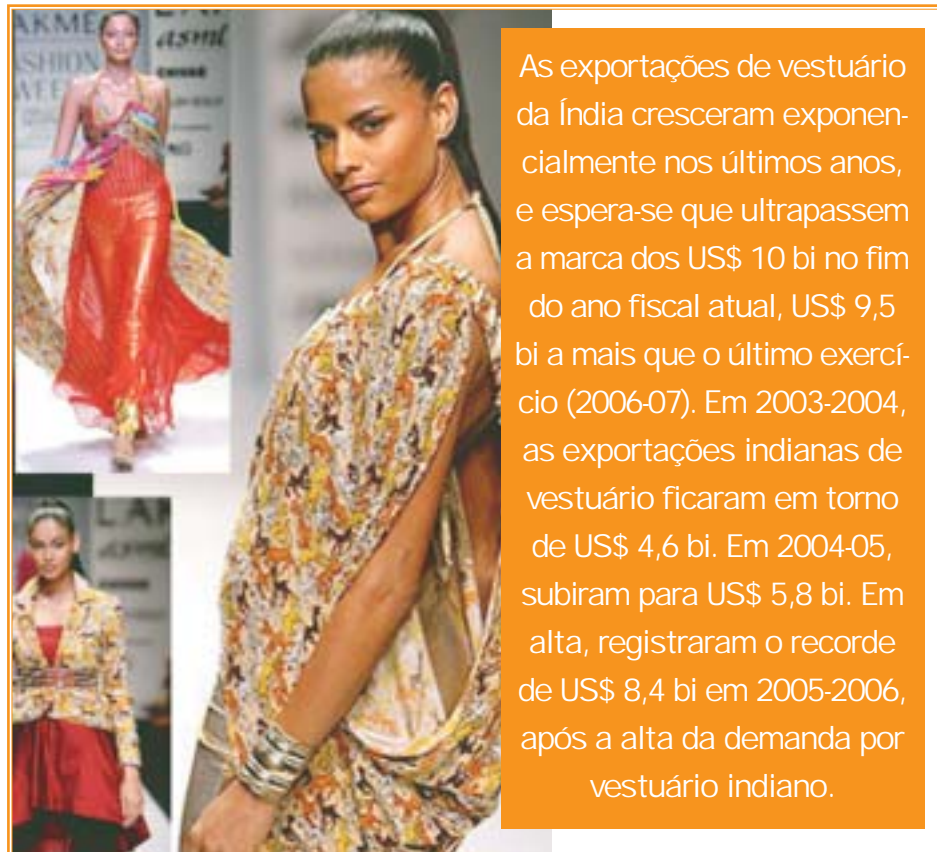 AKME
FASHION
WEEK
asmi
As exportações de vestuário
da Índia cresceram exponen-
cialmente nos últimos anos,
e espera-se que ultrapassem
a marca dos US$ 10 bi no fim
do ano fiscal atual, US$ 9,5
bi a mais que o último exercí-
cio (2006-07). Em 2003-2004,
as exportações indianas de
vestuário ficaram em torno
de US$ 4,6 bi. Em 2004-05,
subiram para US$ 5,8 bi. Em
alta, registraram o recorde
de US$ 8,4 bi em 2005-2006,
após a alta da demanda por
vestuário indiano.